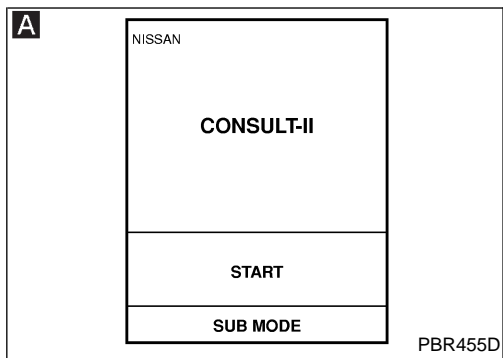 A
NISSAN
CONSULT-II
START
SUB MODE
PBR455D